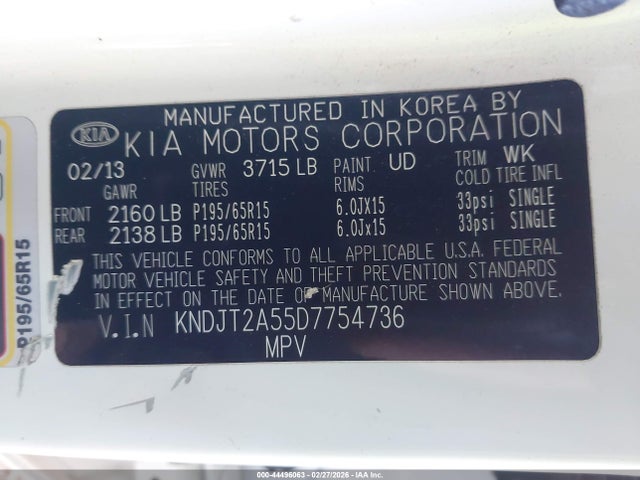 MANUFACTURED IN KOREA BY
KIA KIA MOTORS CORPORATION
02/13 GVWR 3715 LB PAINT UD TRIM WK
GAWR TIRES RIMS COLD TIRE INFL
FRONT 2160 LB P195/65R15 6.0JX15 33psi SINGLE
REAR 2138 LB P195/65R15 6.0Jx15 33psi SINGLE
THIS VEHICLE CONFORMS TO ALL APPLICABLE U.S.A. FEDERAL
MOTOR VEHICLE SAFETY AND THEFT PREVENTION STANDARDS
IN EFFECT ON THE DATE OF MANUFACTURE SHOWN ABOVE.
V.I.N KNDJT2A55D7754736
MPV
P195/65R15
000-44495063 - 02/27/2026 - IAA Inc.